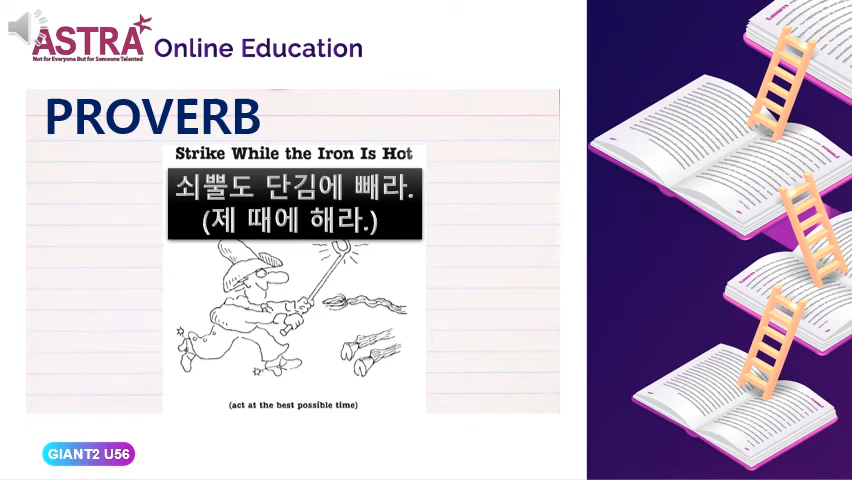 ASTRA
Not for Everyone But for Someone Talented
Online Education
PROVERB
Strike While the Iron Is Hot
쇠뿔도 단김에 빼라.
(제 때에 해라.)
(act at the best possible time)
GIANT2 U56